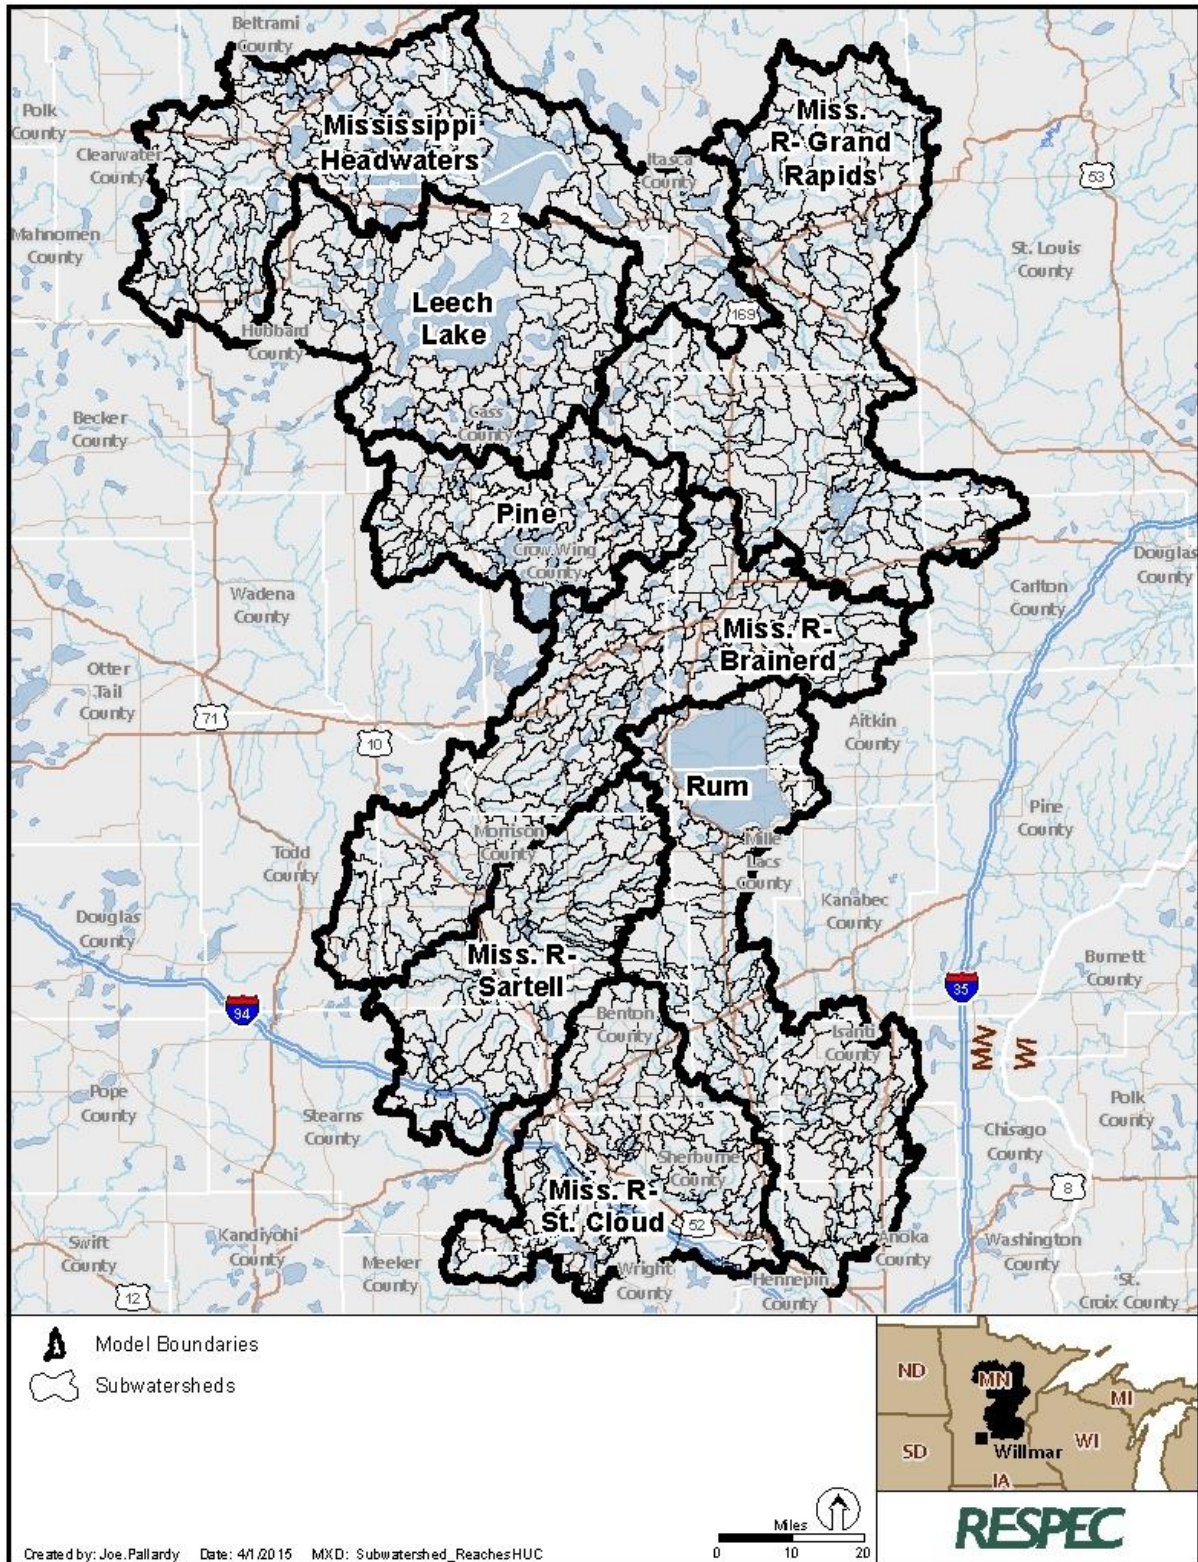 Beltrami
County
Polk
County
Clearwater
County
Mississippi
Headwaters
Miss.
R- Grand
Rapids
Itasca
County
53
Mahnomen
County
2
St. Louis
County
Leech
Lake
169
Hubbard
County
Becker
County
Cass
County
Pine
Crow Wing
County
Douglas
County
Wadena
County
Carlton
County
Miss. R-
Brainerd
Otter
Tail
County
71
10
Aitkin
County
Rum
Pine
County
Morrison
County
Todd
County
Mille
Lacs
County
Kanabec
County
Douglas
County
Miss. R-
Sartell
Burnett
County
94
35
Benton
County
Isanti
County
MN
WI
Pope
County
Stearns
County
Polk
County
Chisago
County
Sherburne
County
Miss. R-
St. Cloud
8
52
Swift
County
Kandiyohi
County
Meeker
County
Wright
County
Anoka
County
Washington
County
Hennepin
County
St.
Croix County
12
Model Boundaries
Subwatersheds
ND
MN
MI
SD
WI
Willmar
IA
Miles
0 10 20
RESPEC
Created by: Joe.Pallardy Date: 4/1/2015 MXD: Subwatershed_ReachesHUC